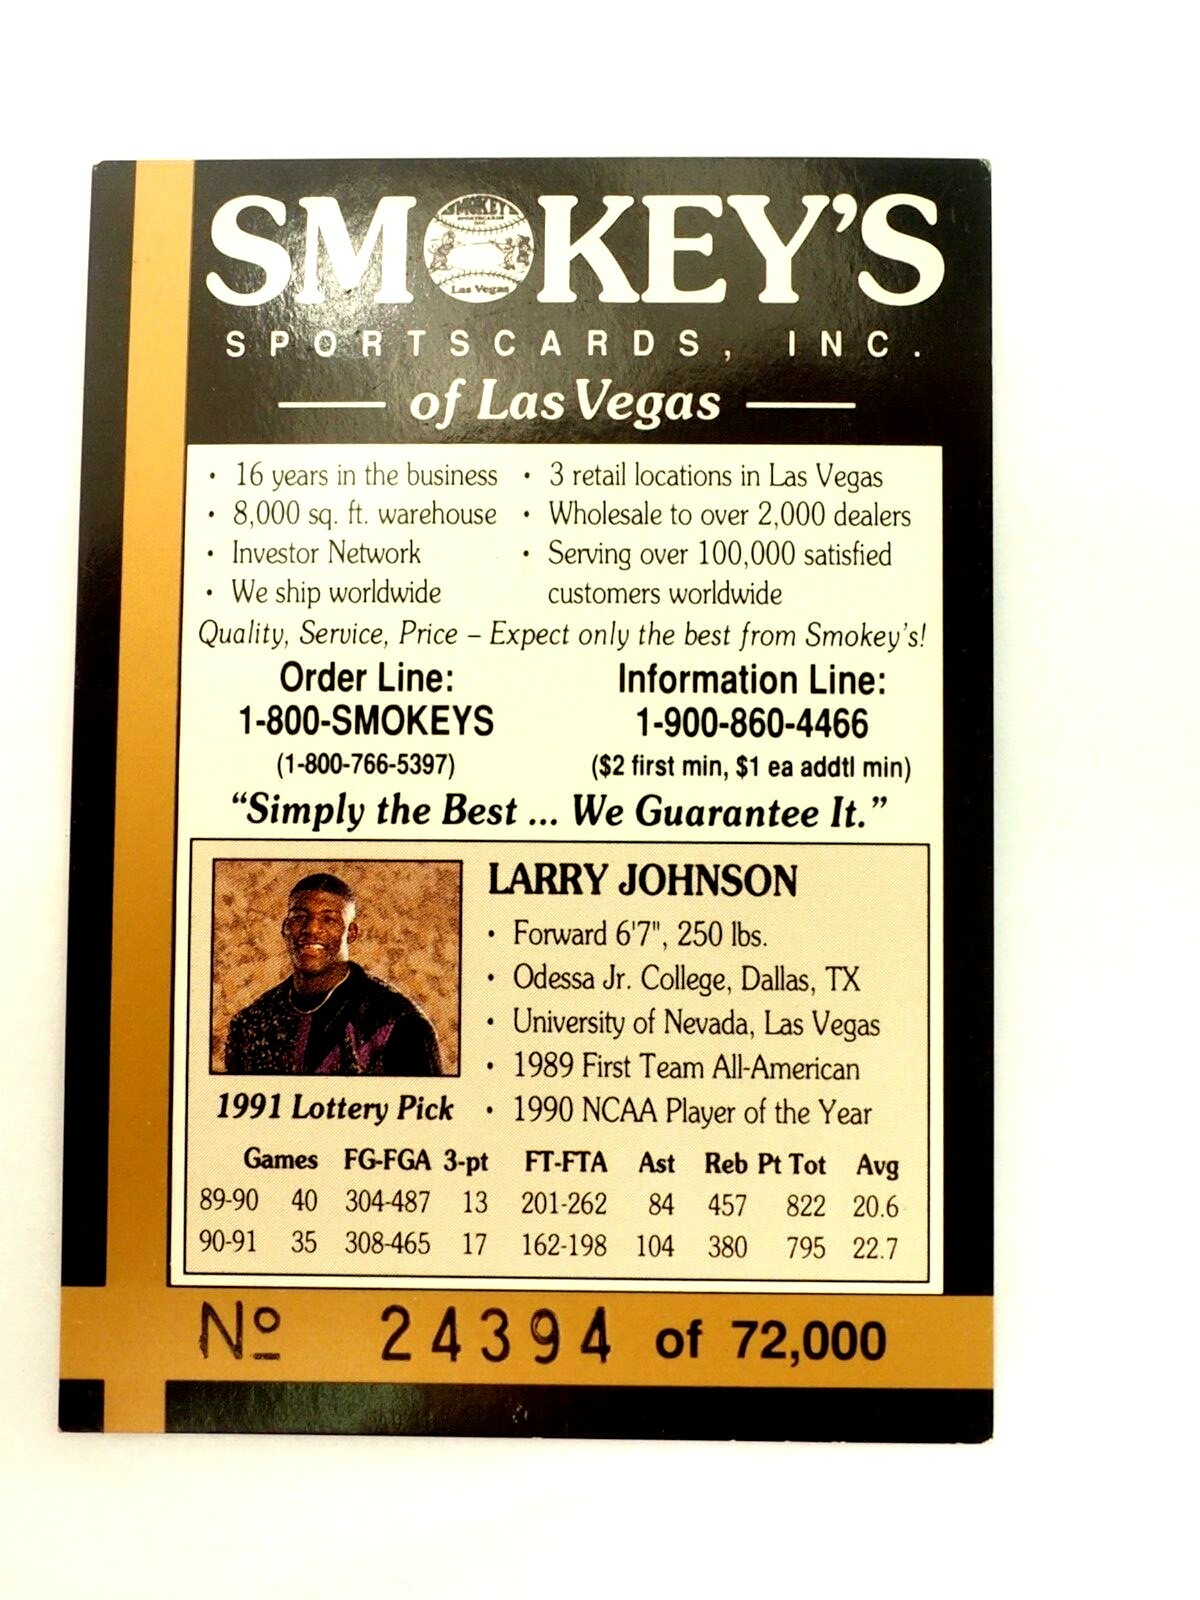 SMOKEY'S
SMOKEY'S
SPORTSCARDS
INC.
Las Vegas
SPORTSCARDS, INC.
of Las Vegas
• 16 years in the business
• 8,000 sq. ft. warehouse
• Investor Network
• We ship worldwide
• 3 retail locations in Las Vegas
• Wholesale to over 2,000 dealers
• Serving over 100,000 satisfied
customers worldwide
Quality, Service, Price – Expect only the best from Smokey's!
Order Line:
1-800-SMOKEYS
(1-800-766-5397)
Information Line:
1-900-860-4466
($2 first min, $1 ea addtl min)
“Simply the Best ... We Guarantee It.”
LARRY JOHNSON
• Forward 6'7", 250 lbs.
• Odessa Jr. College, Dallas, TX
• University of Nevada, Las Vegas
• 1989 First Team All-American
• 1990 NCAA Player of the Year
1991 Lottery Pick
Games FG-FGA 3-pt FT-FTA Ast Reb Pt Tot Avg
89-90 40 304-487 13 201-262 84 457 822 20.6
90-91 35 308-465 17 162-198 104 380 795 22.7
Nº 24394 of 72,000